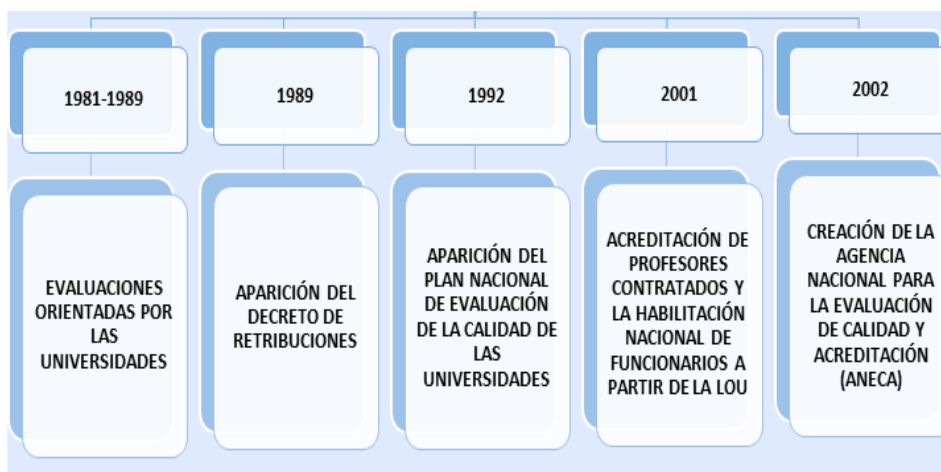 1981-1989
1989
1992
2001
2002
EVALUACIONES
ORIENTADAS POR
LAS
UNIVERSIDADES
APARICIÓN DEL
DECRETO DE
RETRIBUCIONES
APARICIÓN DEL
PLAN NACIONAL
DE EVALUACIÓN
DE LA CALIDAD DE
LAS
UNIVERSIDADES
ACREDITACIÓN DE
PROFESORES
CONTRATADOS Y
LA HABILITACIÓN
NACIONAL DE
FUNCIONARIOS A
PARTIR DE LA LOU
CREACIÓN DE LA
AGENCIA
NACIONAL PARA
LA EVALUACIÓN
DE CALIDAD Y
ACREDITACIÓN
(ANECA)